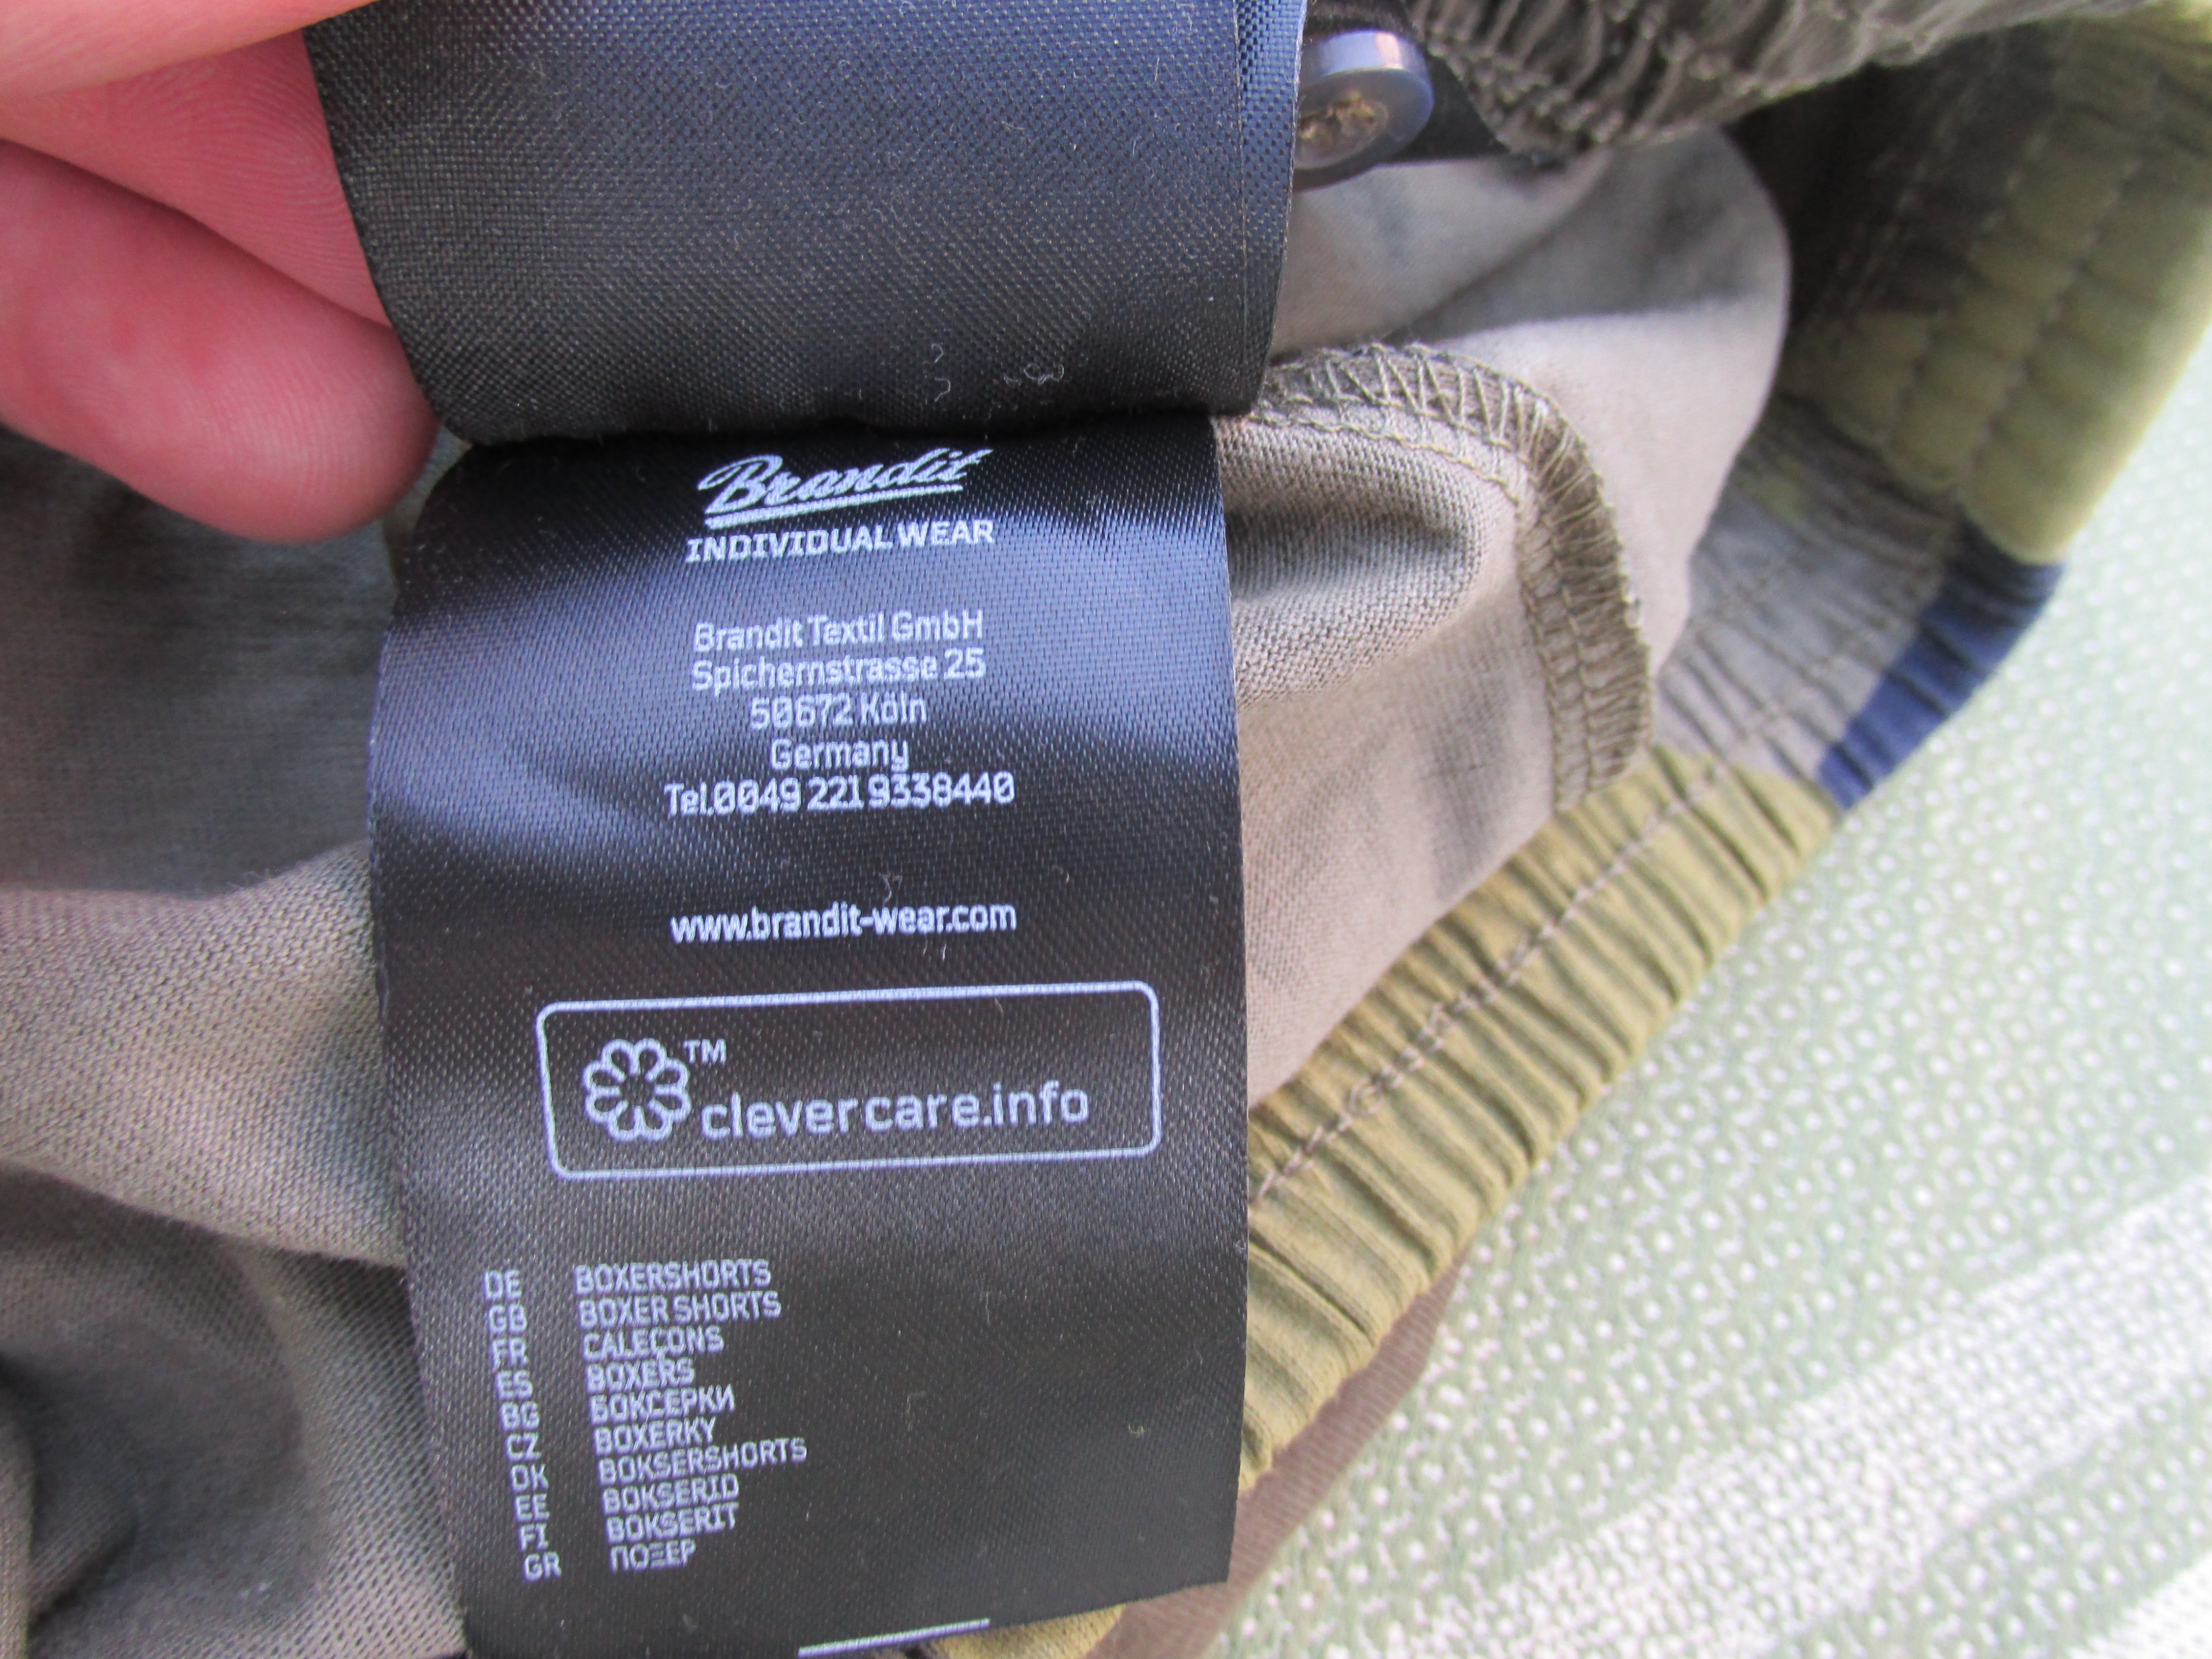 Brandit
INDIVIDUAL WEAR
Brandit Textil GmbH
Spichernstrasse 25
50672 Köln
Germany
Tel.0049 221 9338440
www.brandit-wear.com
TM
clevercare.info
DE BOXERSHORTS
GB BOXER SHORTS
FR CALEÇONS
ES BOXERS
BG БОКСЕРКИ
CZ BOXERKY
DK BOKSERSHORTS
EE BOKSERID
FI BOKSERIT
GR ΠΟΞΕΡ